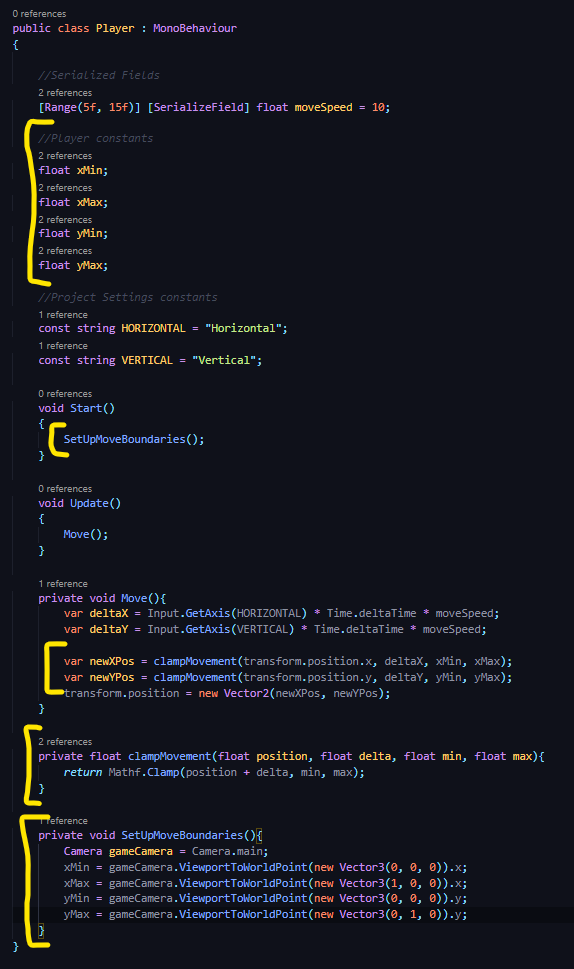 0 references
public class Player : MonoBehaviour
{
//Serialized Fields
2 references
[Range(5f, 15f)] [SerializeField] float moveSpeed = 10;
//Player constants
2 references
float xMin;
2 references
float xMax;
2 references
float yMin;
2 references
float yMax;
//Project Settings constants
1 reference
const string HORIZONTAL = "Horizontal";
1 reference
const string VERTICAL = "Vertical";
0 references
void Start()
{
SetUpMoveBoundaries();
}
0 references
void Update()
{
Move();
}
1 reference
private void Move(){
var deltaX = Input.GetAxis(HORIZONTAL) * Time.deltaTime * moveSpeed;
var deltaY = Input.GetAxis(VERTICAL) * Time.deltaTime * moveSpeed;
var newXPos = clampMovement(transform.position.x, deltaX, xMin, xMax);
var newYPos = clampMovement(transform.position.y, deltaY, yMin, yMax);
transform.position = new Vector2(newXPos, newYPos);
}
2 references
private float clampMovement(float position, float delta, float min, float max){
return Mathf.Clamp(position + delta, min, max);
}
1 reference
private void SetUpMoveBoundaries(){
Camera gameCamera = Camera.main;
xMin = gameCamera.ViewportToWorldPoint(new Vector3(0, 0, 0)).x;
xMax = gameCamera.ViewportToWorldPoint(new Vector3(1, 0, 0)).x;
yMin = gameCamera.ViewportToWorldPoint(new Vector3(0, 0, 0)).y;
yMax = gameCamera.ViewportToWorldPoint(new Vector3(0, 1, 0)).y;
}
}